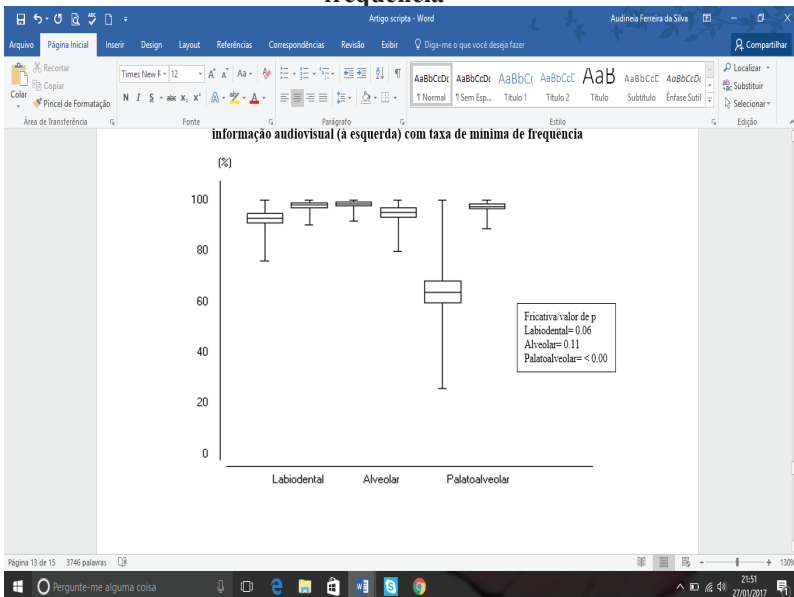 frequência
Artigo scripta - Word
Audineia Ferreira da Silva
Arquivo Página Inicial Inserir Design Layout Referências Correspondências Revisão Exibir Diga-me o que você deseja fazer Compartilhar
Colar
Recortar
Copiar
Pincel de Formatação
Área de Transferência
Times New F 12
N I S abc x₂ x²
Fonte
Parágrafo
AaBbCcDc AaBbCcDc AaBbCc AaBbCcC AaB AaBbCcD AaBbCcDc
¶ Normal ¶ Sem Esp... Título 1 Título 2 Título Subtítulo Ênfase Sutil
Estilo
Localizar
Substituir
Selecionar
Edição
informação audiovisual (à esquerda) com taxa de mínima de frequência
(%)
100
80
60
40
20
0
Labiodental Alveolar Palatoalveolar
Fricativa/valor de p
Labiodental= 0.06
Alveolar= 0.11
Palatoalveolar= < 0.00
Página 13 de 15 3746 palavras
130%
Pergunte-me alguma coisa
21:51
27/01/2017